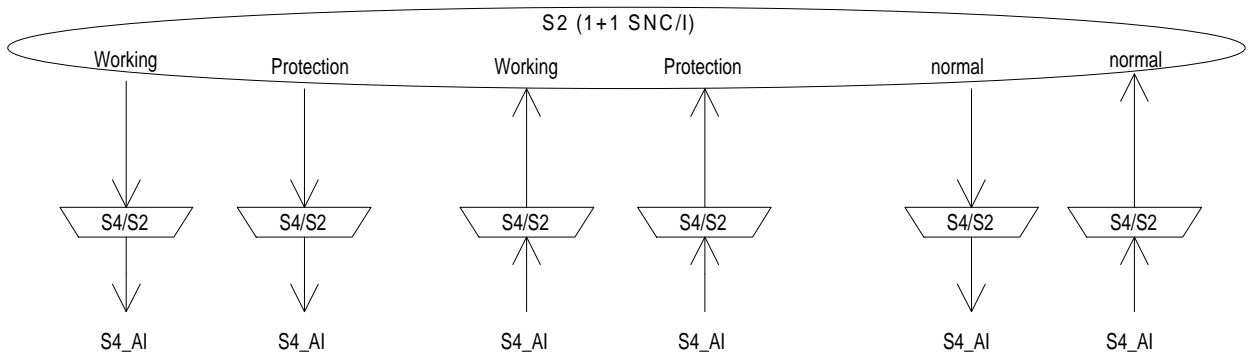 S2 (1+1 SNC/I)
Working Protection Working Protection normal normal
S4/S2 S4/S2 S4/S2 S4/S2 S4/S2 S4/S2
S4_AI S4_AI S4_AI S4_AI S4_AI S4_AI